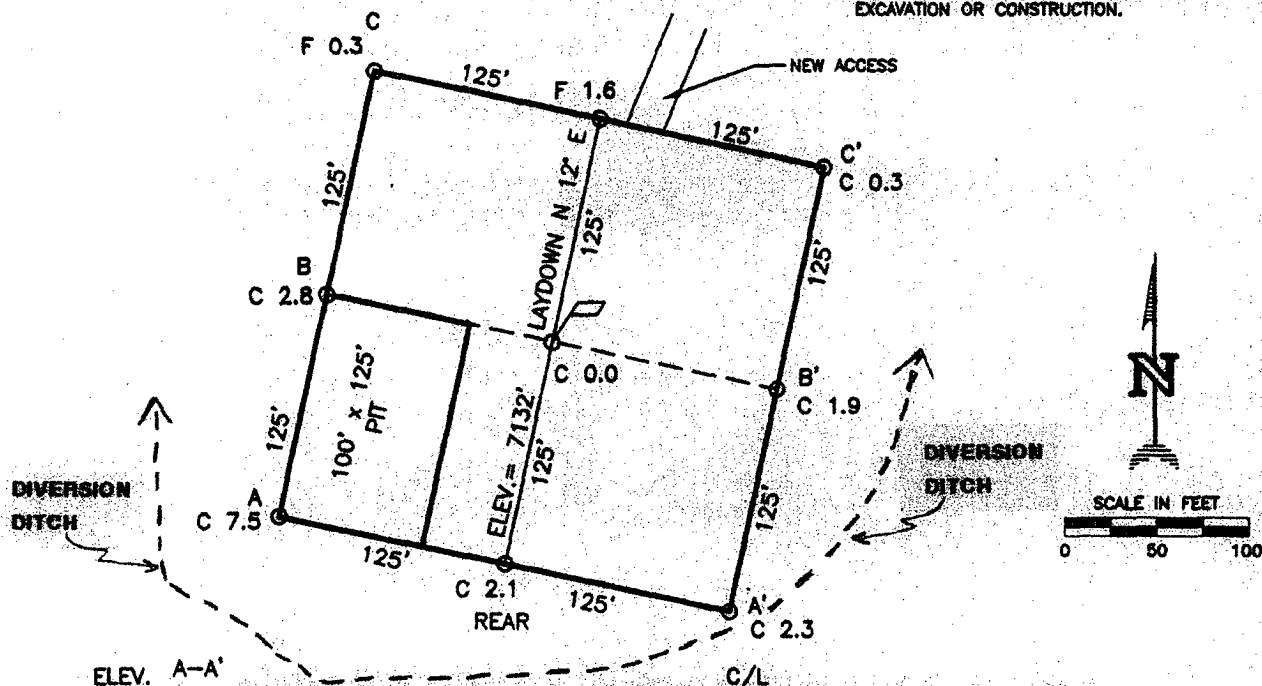 EXCAVATION OR CONSTRUCTION.
C
F 0.3
125'
F 1.6
NEW ACCESS
125'
C'
C 0.3
125'
LAYDOWN N 12° E
125'
125'
B
C 2.8
C 0.0
B'
C 1.9
N
100' x 125'
PIT
125'
ELEV.= 7132'
125'
125'
DIVERSION
DITCH
DIVERSION
DITCH
SCALE IN FEET
0 50 100
A
C 7.5
125'
C 2.1
REAR
125'
A'
C 2.3
ELEV. A-A'
C/L